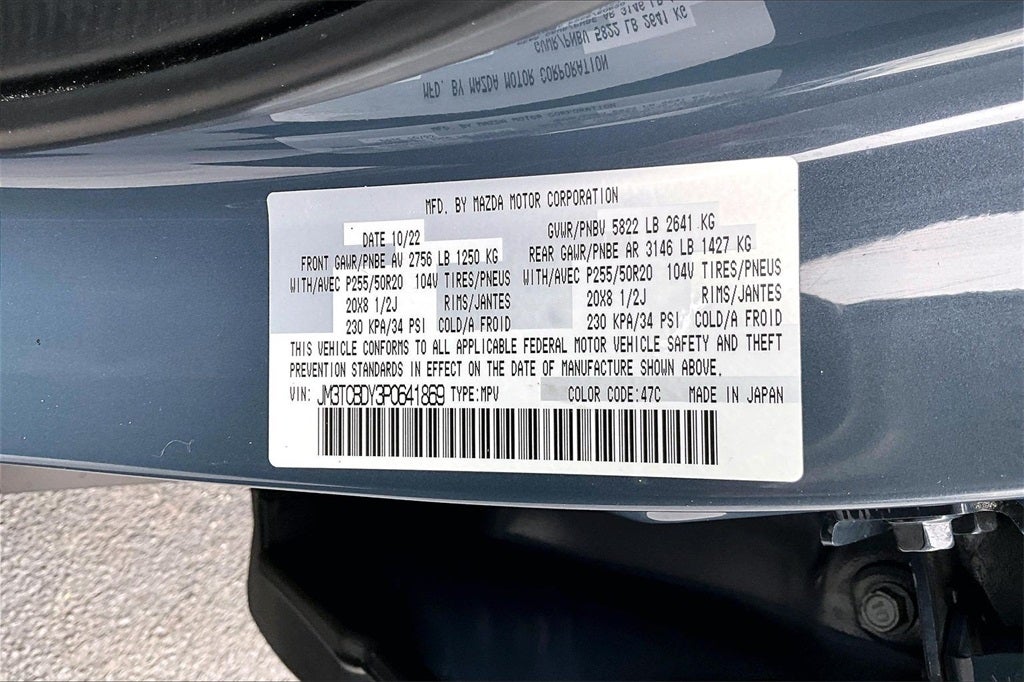 MFD. BY MAZDA MOTOR CORPORATION
DATE 10/22 GVWR/PNBV 5822 LB 2641 KG
FRONT GAWR/PNBE AV 2756 LB 1250 KG REAR GAWR/PNBE AR 3146 LB 1427 KG
WITH/AVEC P255/50R20 104V TIRES/PNEUS WITH/AVEC P255/50R20 104V TIRES/PNEUS
20X8 1/2J RIMS/JANTES 20X8 1/2J RIMS/JANTES
230 KPA/34 PSI COLD/A FROID 230 KPA/34 PSI COLD/A FROID
THIS VEHICLE CONFORMS TO ALL APPLICABLE FEDERAL MOTOR VEHICLE SAFETY AND THEFT
PREVENTION STANDARDS IN EFFECT ON THE DATE OF MANUFACTURE SHOWN ABOVE.
VIN: JM3TCBDY3P0641869 TYPE:MPV COLOR CODE:47C MADE IN JAPAN